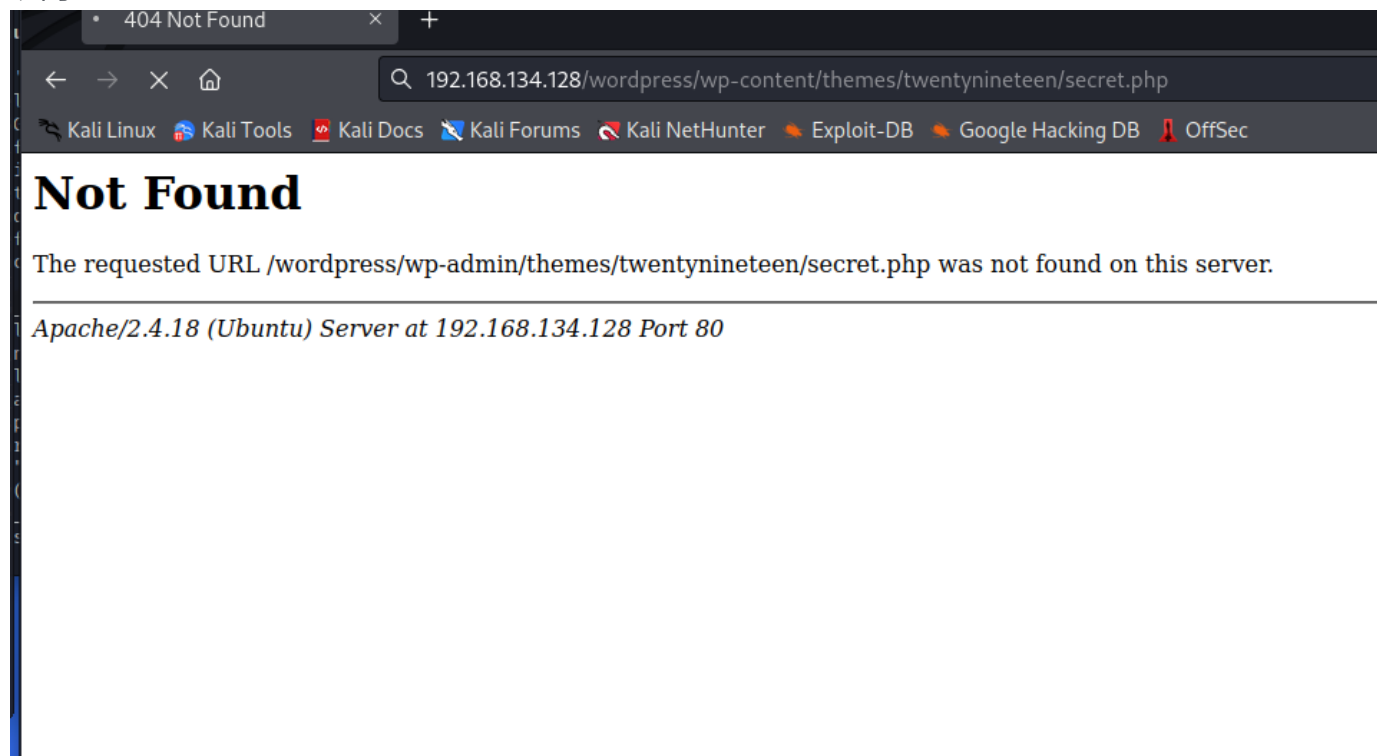 404 Not Found
192.168.134.128/wordpress/wp-content/themes/twentynineteen/secret.php
Kali Linux Kali Tools Kali Docs Kali Forums Kali NetHunter Exploit-DB Google Hacking DB OffSec
Not Found
The requested URL /wordpress/wp-admin/themes/twentynineteen/secret.php was not found on this server.
Apache/2.4.18 (Ubuntu) Server at 192.168.134.128 Port 80